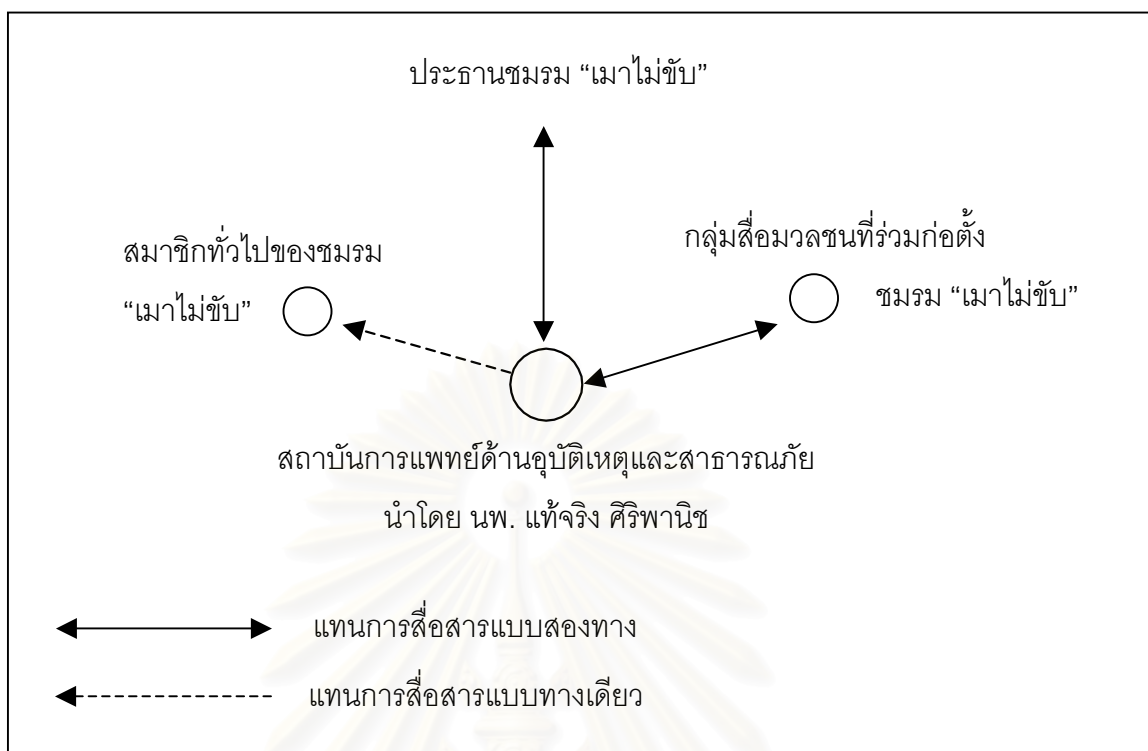 ประธานชมรม “เมาไม่ขับ”
สมาชิกทั่วไปของชมรม
“เมาไม่ขับ”
กลุ่มสื่อมวลชนที่ร่วมก่อตั้ง
ชมรม “เมาไม่ขับ”
สถาบันการแพทย์ด้านอุบัติเหตุและสาธารณภัย
นำโดย นพ. แท้จริง ศิริพานิช
แทนการสื่อสารแบบสองทาง
แทนการสื่อสารแบบทางเดียว